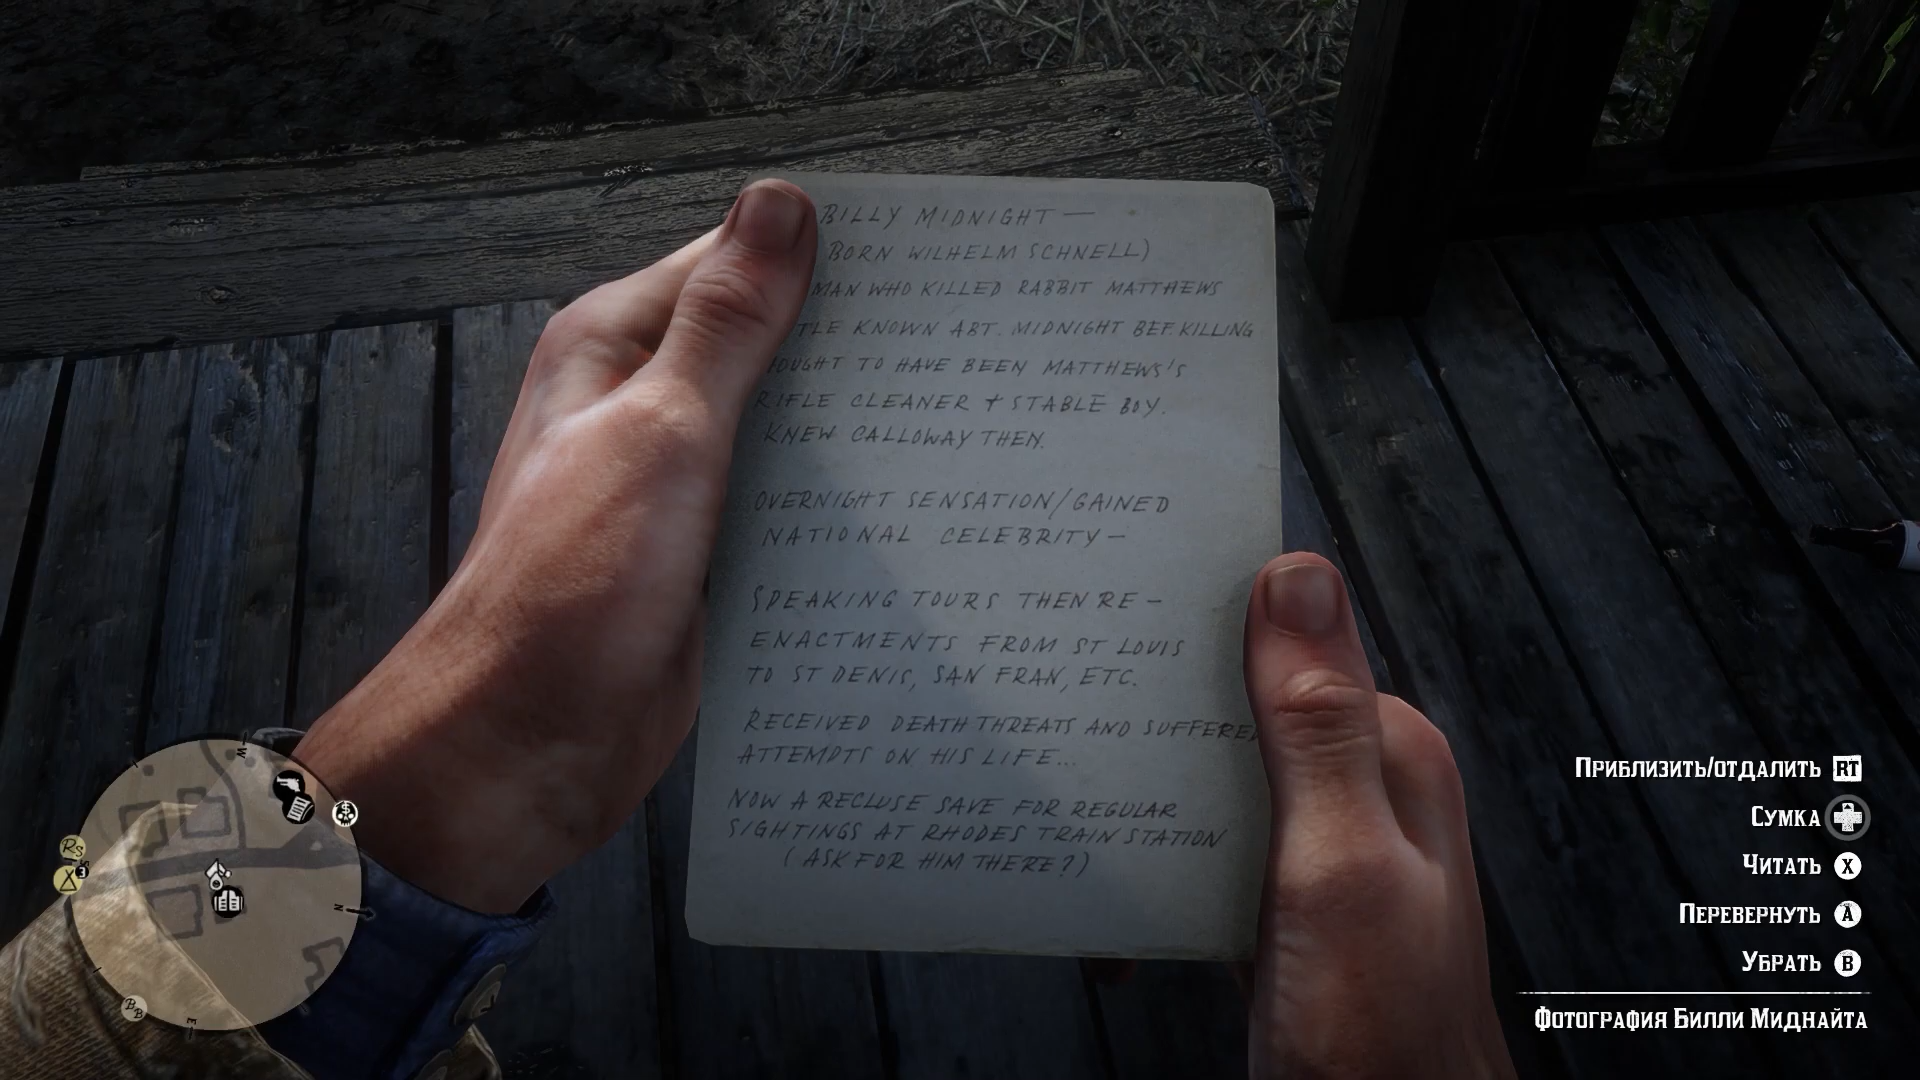 BILLY MIDNIGHT —
BORN WILHELM SCHNELL)
MAN WHO KILLED RABBIT MATTHEWS
TLE KNOWN ABT. MIDNIGHT BEF. KILLING
OUGHT TO HAVE BEEN MATTHEWS'S
RIFLE CLEANER + STABLE BOY.
KNEW CALLOWAY THEN.
OVERNIGHT SENSATION/GAINED
NATIONAL CELEBRITY —
SPEAKING TOURS THEN RE -
ENACTMENTS FROM ST LOUIS
TO ST DENIS, SAN FRAN, ETC.
RECEIVED DEATH THREATS AND SUFFERED
ATTEMPTS ON HIS LIFE...
NOW A RECLUSE SAVE FOR REGULAR
SIGHTINGS AT RHODES TRAIN STATION
(ASK FOR HIM THERE?)
Приблизить/отдалить RT
Сумка
Читать X
Перевернуть A
Убрать B
Фотография Билли Миднайта
W
RS
S
3
N
BB
E